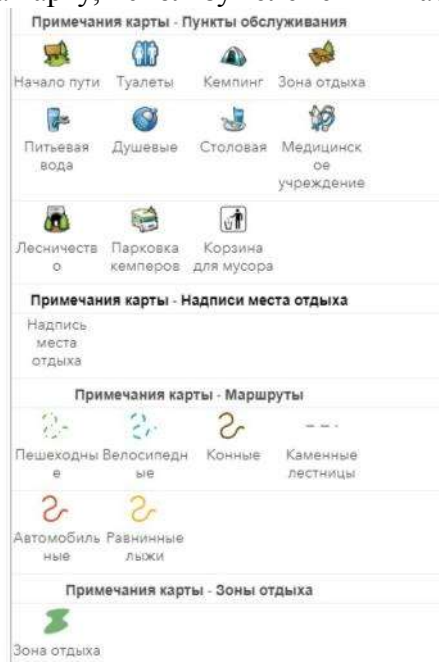 Примечания карты - Пункты обслуживания
Начало пути Туалеты Кемпинг Зона отдыха
Питьевая вода Душевые Столовая Медицинск
ое
учреждение
Лесничеств
о Парковка
кемперов Корзина
для мусора
Примечания карты - Надписи места отдыха
Надпись
места
отдыха
Примечания карты - Маршруты
Пешеходны
е Велосипедн
ые Конные Каменные
лестницы
Автомобиль
ные Равнинные
лыжи
Примечания карты - Зоны отдыха
Зона отдыха